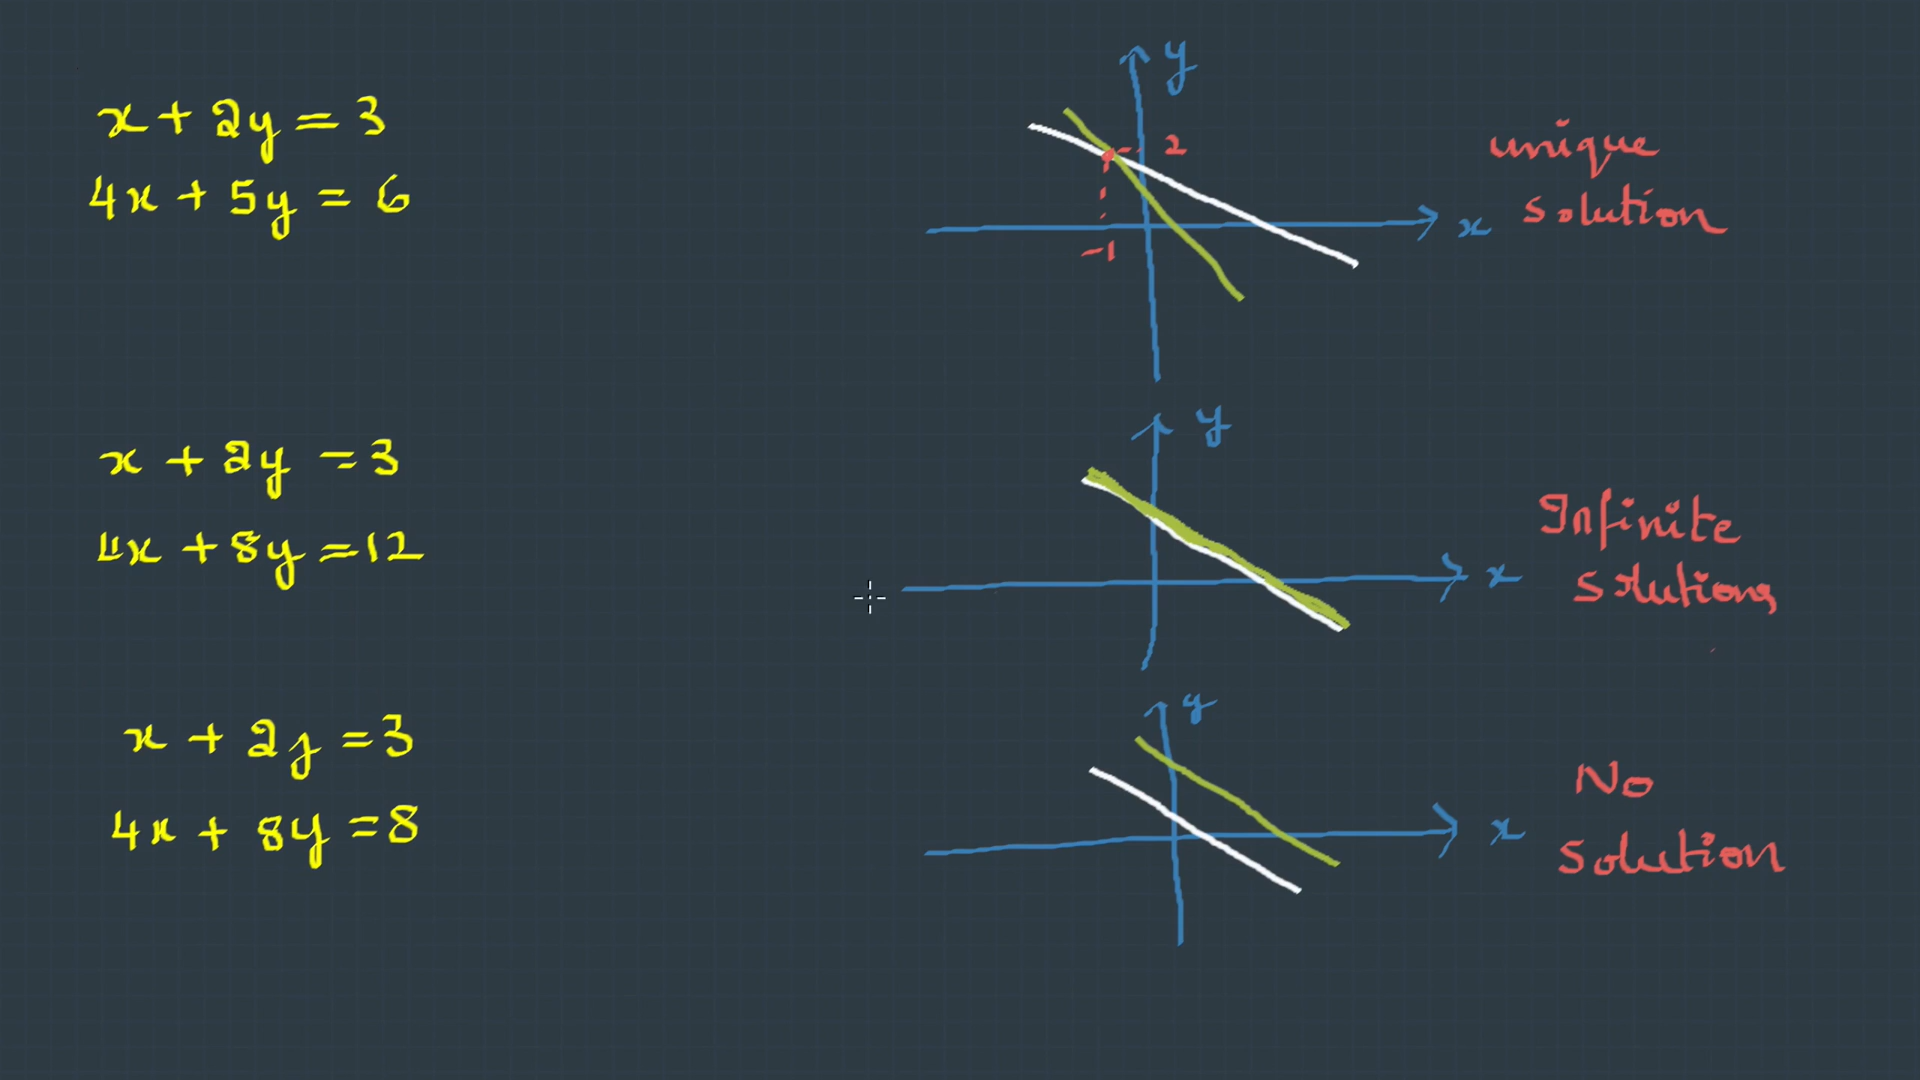 x + 2y = 3
4x + 5y = 6
y
2
-1
x
unique
solution
x + 2y = 3
4x + 8y = 12
y
x
Infinite
solutions
x + 2y = 3
4x + 8y = 8
y
x
No
solution